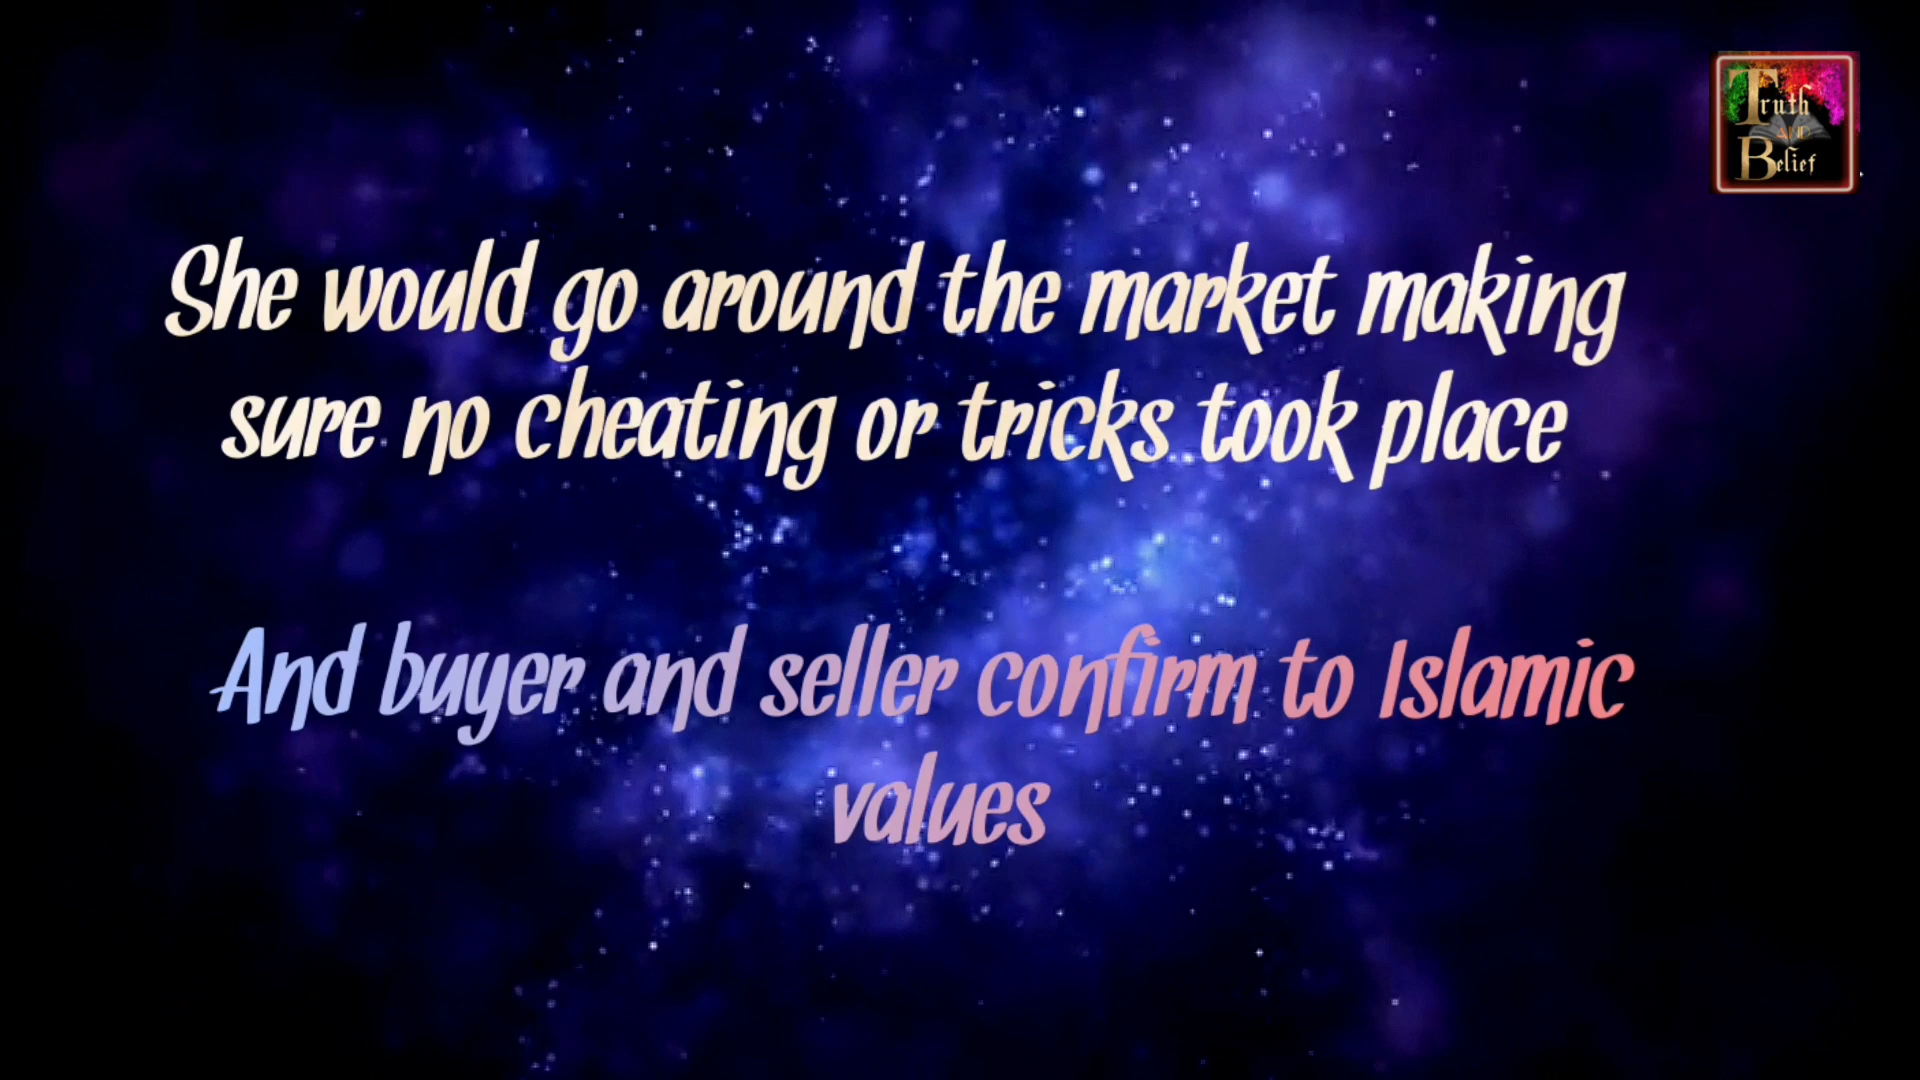 Truth
AND
Belief
She would go around the market making
sure no cheating or tricks took place
And buyer and seller confirm to Islamic
values